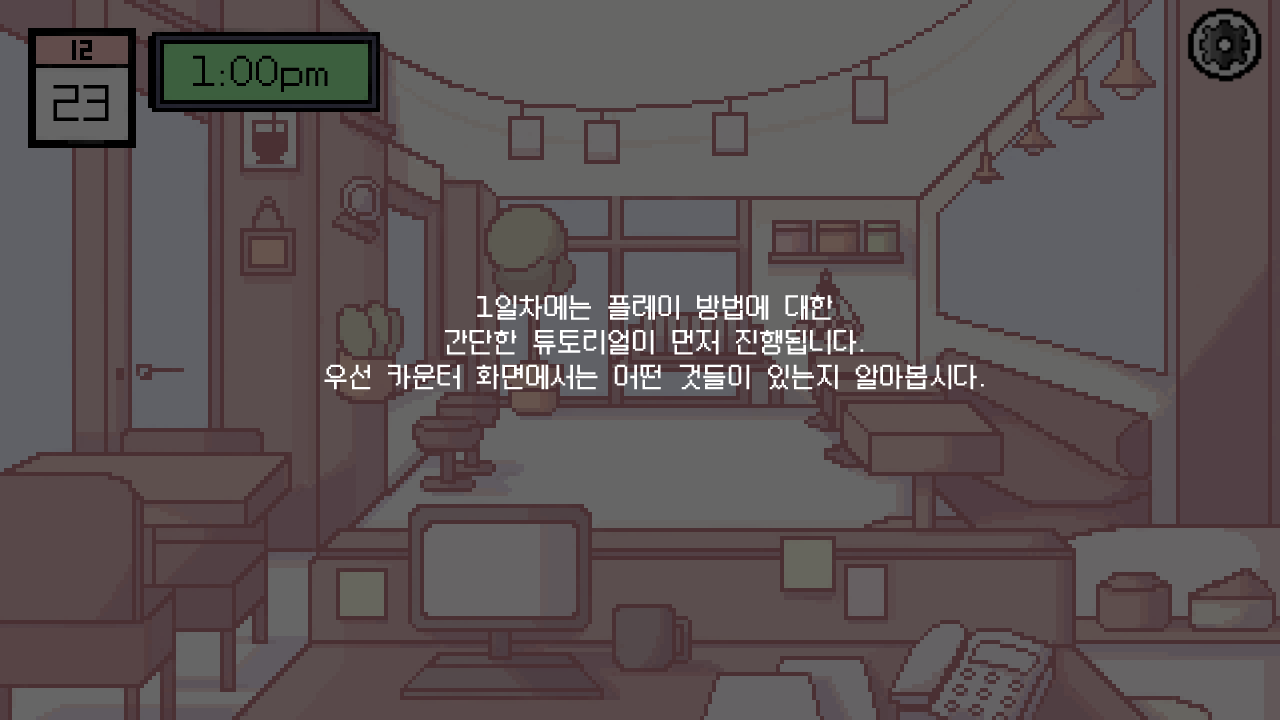 12
23
1:00pm
1일차에는 플레이 방법에 대한
간단한 튜토리얼이 먼저 진행됩니다.
우선 카운터 화면에서는 어떤 것들이 있는지 알아봅시다.